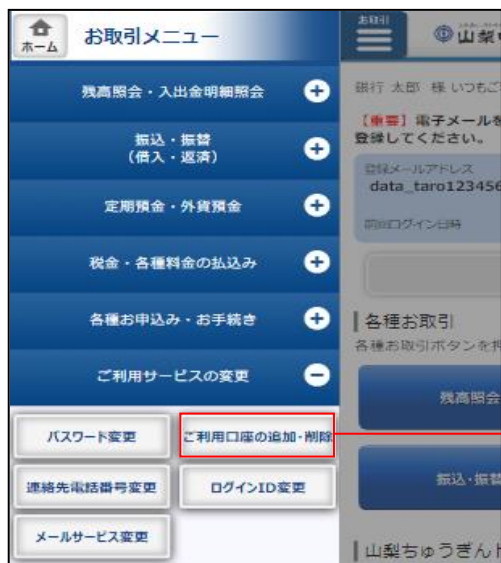 ホーム
お取引メニュー
残高照会・入出金明細照会
振込・振替
(借入・返済)
定期預金・外貨預金
税金・各種料金の払込み
各種お申込み・お手続き
ご利用サービスの変更
パスワード変更
ご利用口座の追加・削除
連絡先電話番号変更
ログインID変更
メールサービス変更
お取引
山梨
銀行 太郎 様 いつもご
【重要】電子メールを
登録してください。
登録メールアドレス
data_taro123456
前回ログイン日時
各種お取引
各種お取引ボタンを押
残高照会
振込・振替
山梨ちゅうぎん